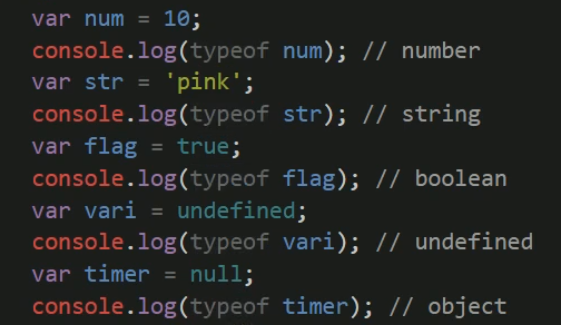 var num = 10;
console.log(typeof num); // number
var str = 'pink';
console.log(typeof str); // string
var flag = true;
console.log(typeof flag); // boolean
var vari = undefined;
console.log(typeof vari); // undefined
var timer = null;
console.log(typeof timer); // object